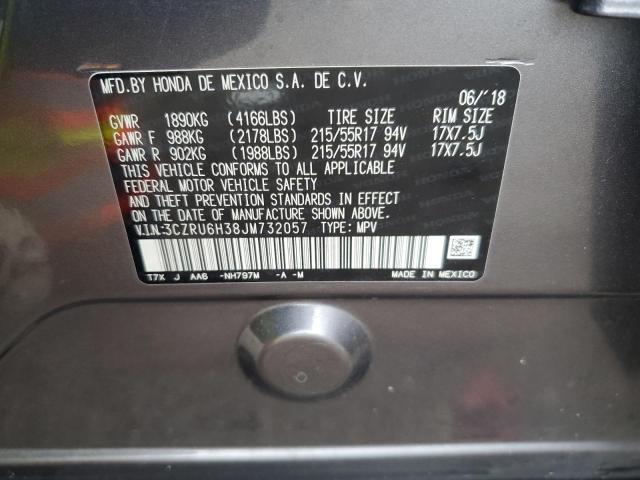 MFD.BY HONDA DE MEXICO S.A. DE C.V.
06/'18
GVWR 1890KG (4166LBS) TIRE SIZE RIM SIZE
GAWR F 988KG (2178LBS) 215/55R17 94V 17X7.5J
GAWR R 902KG (1988LBS) 215/55R17 94V 17X7.5J
THIS VEHICLE CONFORMS TO ALL APPLICABLE
FEDERAL MOTOR VEHICLE SAFETY
AND THEFT PREVENTION STANDARDS IN EFFECT
ON THE DATE OF MANUFACTURE SHOWN ABOVE.
V.I.N.:3CZRU6H38JM732057 TYPE: MPV
T7X J AA6 -NH797M -A -M MADE IN MEXICO